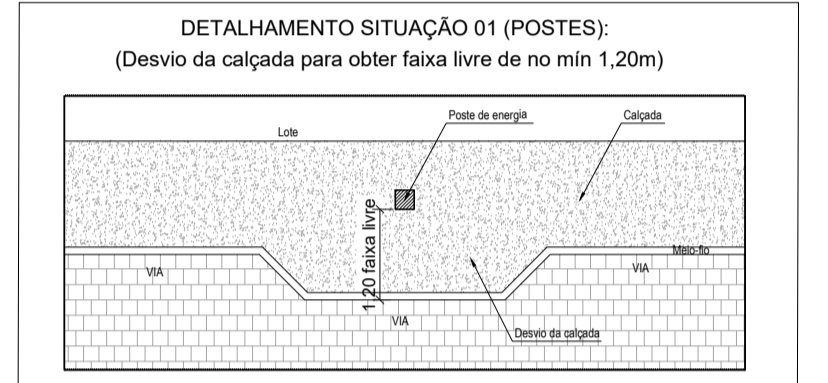 DETALHAMENTO SITUAÇÃO 01 (POSTES):
(Desvio da calçada para obter faixa livre de no mín 1,20m)
Poste de energia
Calçada
Lote
1.20 faixa livre
Meio-fio
VIA
VIA
VIA
Desvio da calçada